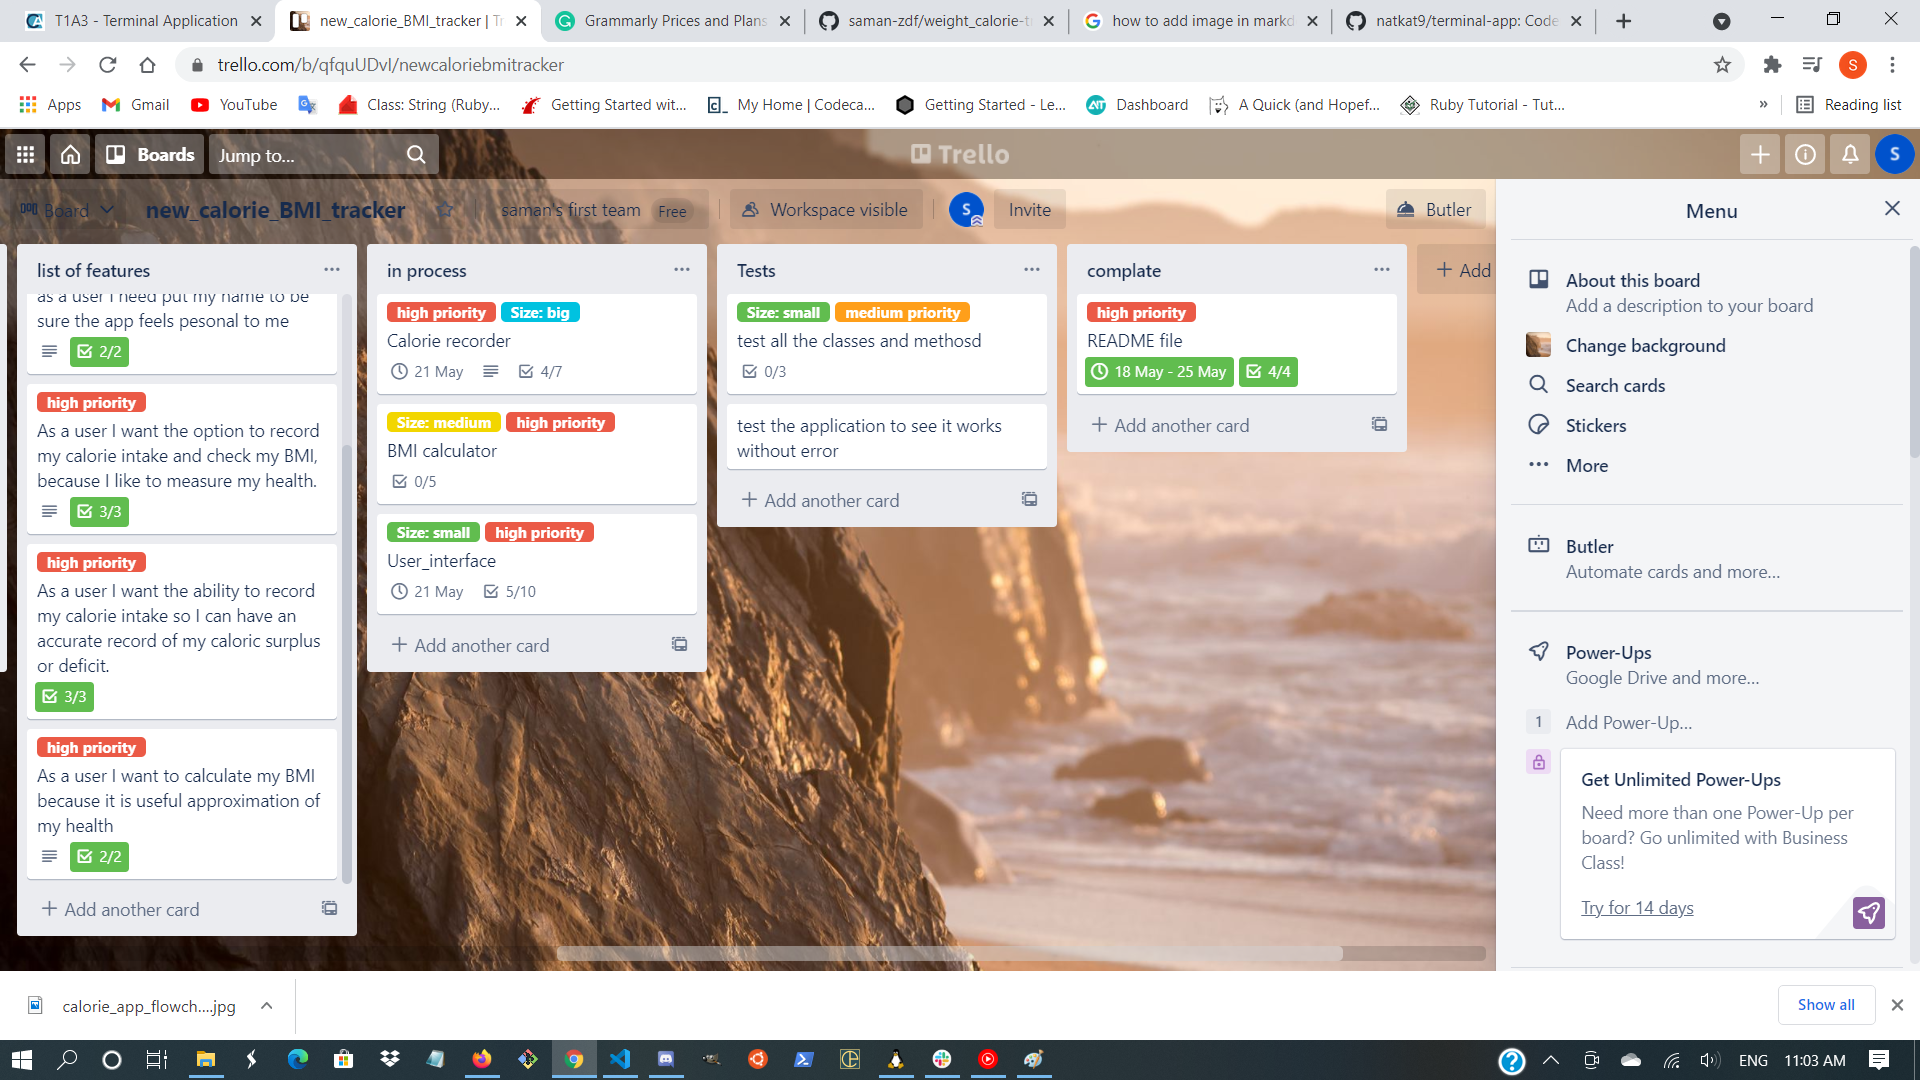 T1A3 - Terminal Application
new_calorie_BMI_tracker | Tr
Grammarly Prices and Plans
saman-zdf/weight_calorie-t
how to add image in markd
natkat9/terminal-app: Code
trello.com/b/qfquUDvI/newcaloriebmitracker
S
Apps
Gmail
YouTube
Class: String (Ruby...
Getting Started wit...
My Home | Codeca...
Getting Started - Le...
Dashboard
A Quick (and Hopef...
Ruby Tutorial - Tut...
»
Reading list
Boards
Jump to...
Trello
S
Board
new_calorie_BMI_tracker
saman's first team
Free
Workspace visible
S
Invite
Butler
list of features
as a user I need put my name to be
sure the app feels pesonal to me
2/2
high priority
As a user I want the option to record
my calorie intake and check my BMI,
because I like to measure my health.
3/3
high priority
As a user I want the ability to record
my calorie intake so I can have an
accurate record of my caloric surplus
or deficit.
3/3
high priority
As a user I want to calculate my BMI
because it is useful approximation of
my health
2/2
+ Add another card
in process
high priority
Size: big
Calorie recorder
21 May
4/7
Size: medium
high priority
BMI calculator
0/5
Size: small
high priority
User_interface
21 May
5/10
+ Add another card
Tests
Size: small
medium priority
test all the classes and methosd
0/3
test the application to see it works
without error
+ Add another card
complate
high priority
README file
18 May - 25 May
4/4
+ Add another card
+ Add
Menu
About this board
Add a description to your board
Change background
Search cards
Stickers
More
Butler
Automate cards and more...
Power-Ups
Google Drive and more...
1
Add Power-Up...
Get Unlimited Power-Ups
Need more than one Power-Up per
board? Go unlimited with Business
Class!
Try for 14 days
calorie_app_flowch....jpg
Show all
ENG
11:03 AM